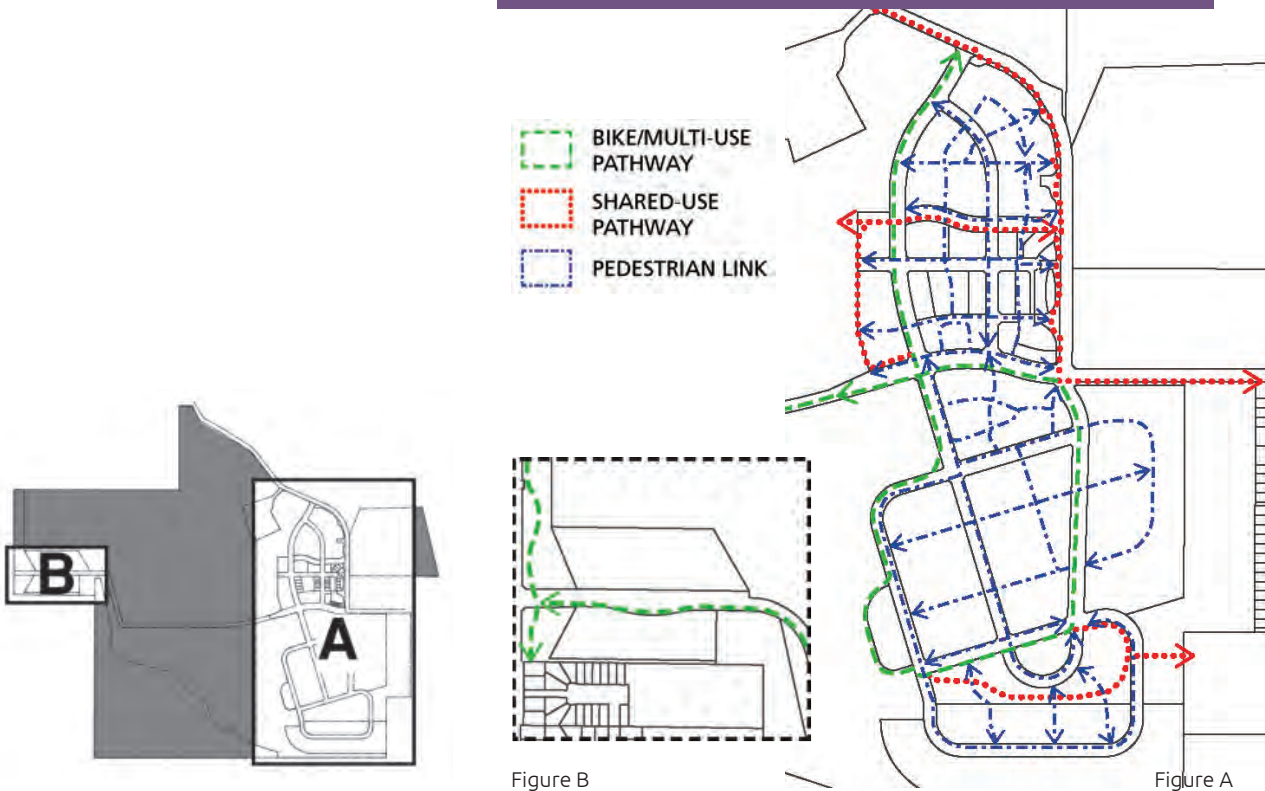 BIKE/MULTI-USE
PATHWAY
SHARED-USE
PATHWAY
PEDESTRIAN LINK
B
A
Figure B
Figure A